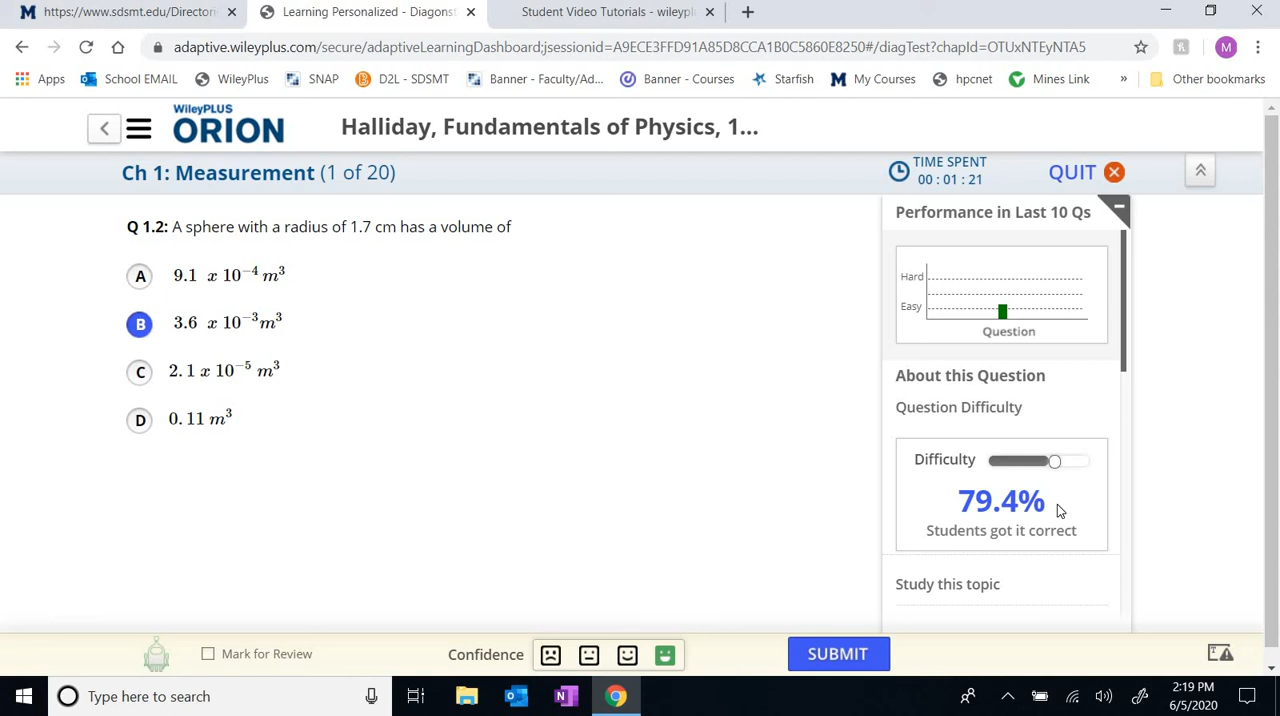 https://www.sdsmt.edu/Director
Learning Personalized - Diagonst
Student Video Tutorials - wileypl
adaptive.wileyplus.com/secure/adaptiveLearningDashboard;jsessionid=A9ECE3FFD91A85D8CCA1B0C5860E8250#/diagTest?chapId=OTUxNTEyNTA5
M
Apps School EMAIL WileyPlus SNAP D2L - SDSMT Banner - Faculty/Ad... Banner - Courses Starfish My Courses hpcnet Mines Link » Other bookmarks
WileyPLUS
ORION
Halliday, Fundamentals of Physics, 1...
Ch 1: Measurement (1 of 20)
TIME SPENT
00 : 01 : 21
QUIT
Q 1.2: A sphere with a radius of 1.7 cm has a volume of
A 9.1 x 10⁻⁴ m³
B 3.6 x 10⁻³ m³
C 2.1 x 10⁻⁵ m³
D 0.11 m³
Performance in Last 10 Qs
Hard
Easy
Question
About this Question
Question Difficulty
Difficulty
79.4%
Students got it correct
Study this topic
Mark for Review
Confidence
SUBMIT
Type here to search
2:19 PM
6/5/2020